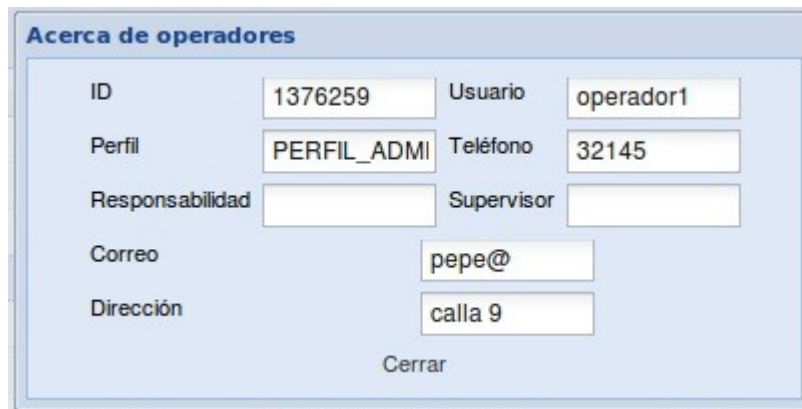 Acerca de operadores
ID 1376259 Usuario operador1
Perfil PERFIL_ADMI Teléfono 32145
Responsabilidad Supervisor
Correo pepe@
Dirección calla 9
Cerrar